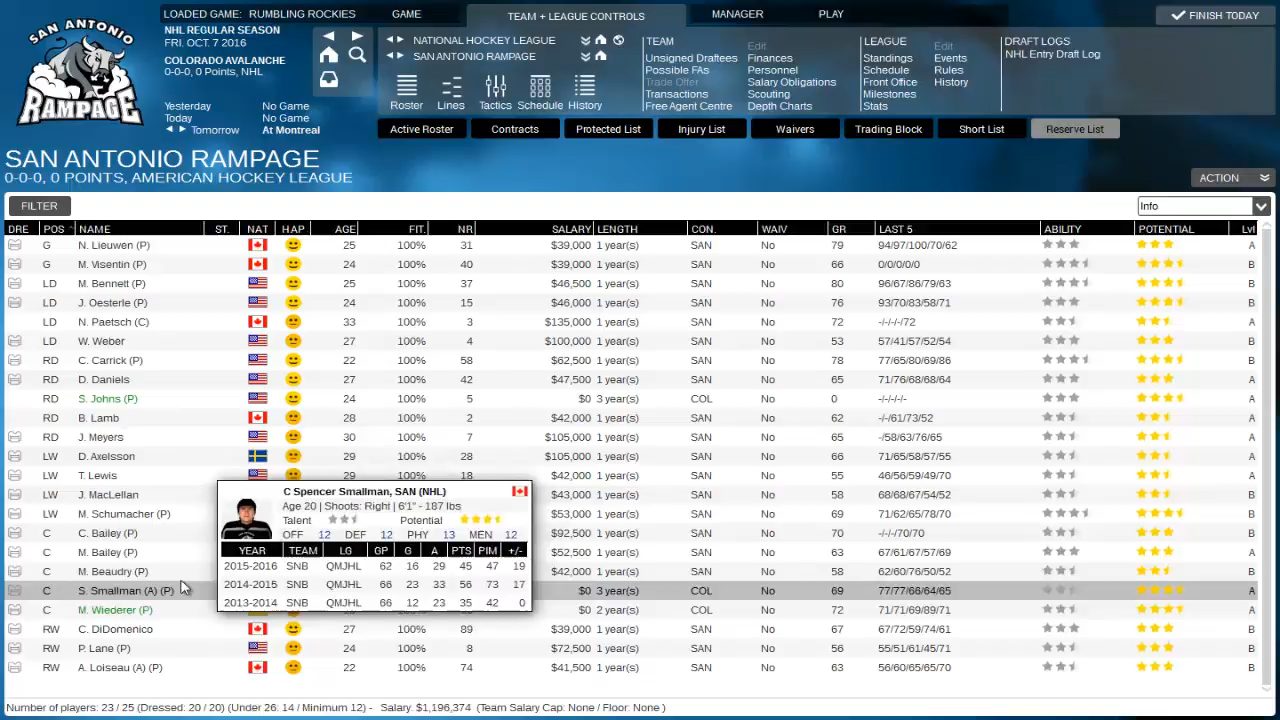 SAN ANTONIO
RAMPAGE
LOADED GAME: RUMBLING ROCKIES
GAME
TEAM + LEAGUE CONTROLS
MANAGER
PLAY
FINISH TODAY
NHL REGULAR SEASON
FRI. OCT. 7 2016
COLORADO AVALANCHE
0-0-0, 0 Points, NHL
Yesterday No Game
Today No Game
Tomorrow At Montreal
NATIONAL HOCKEY LEAGUE
SAN ANTONIO RAMPAGE
Roster Lines Tactics Schedule History
TEAM
Unsigned Draftees
Possible FAs
Trade Offer
Transactions
Free Agent Centre
Edit
Finances
Personnel
Salary Obligations
Scouting
Depth Charts
LEAGUE
Standings
Schedule
Front Office
Milestones
Stats
Edit
Events
Rules
History
DRAFT LOGS
NHL Entry Draft Log
Active Roster Contracts Protected List Injury List Waivers Trading Block Short List Reserve List
SAN ANTONIO RAMPAGE
0-0-0, 0 POINTS, AMERICAN HOCKEY LEAGUE
ACTION
FILTER
Info
DRE POS NAME ST. NAT HAP AGE FIT. NR SALARY LENGTH CON. WAIV GR LAST 5 ABILITY POTENTIAL Lvl
G N. Lieuwen (P) 25 100% 31 $39,000 1 year(s) SAN No 79 94/97/100/70/62 A
G M. Visentin (P) 24 100% 40 $39,000 1 year(s) SAN No 66 0/0/0/0/0 B
LD M. Bennett (P) 25 100% 37 $46,500 1 year(s) SAN No 80 96/67/86/79/63 B
LD J. Oesterle (P) 24 100% 15 $46,000 1 year(s) SAN No 76 93/70/83/58/71 B
LD N. Paetsch (C) 33 100% 3 $135,000 1 year(s) SAN No 72 -/-/-/-/72 A
LD W. Weber 27 100% 4 $100,000 1 year(s) SAN No 53 57/41/57/52/54 B
RD C. Carrick (P) 22 100% 58 $62,500 1 year(s) SAN No 78 77/65/80/69/86 B
RD D. Daniels 27 100% 42 $47,500 1 year(s) SAN No 65 71/76/68/68/64 B
RD S. Johns (P) 24 100% 5 $0 3 year(s) COL No 0 -/-/-/-/- A
RD B. Lamb 28 100% 2 $42,000 1 year(s) SAN No 62 -/-/61/73/52 B
RD J. Meyers 30 100% 7 $105,000 1 year(s) SAN No 65 -/58/63/76/65 B
LW D. Axelsson 29 100% 28 $105,000 1 year(s) SAN No 66 71/65/58/57/55 B
LW T. Lewis 29 100% 18 $42,000 1 year(s) SAN No 55 46/56/59/49/70 A
LW J. MacLellan $43,000 1 year(s) SAN No 58 68/68/67/54/52 B
LW M. Schumacher (P) $53,500 1 year(s) SAN No 71 71/62/65/78/70 B
C C. Bailey (P) $92,500 1 year(s) SAN No 70 -/-/-/70/70 B
C M. Bailey (P) $52,500 1 year(s) SAN No 63 67/61/67/57/69 B
C M. Beaudry (P) $42,000 1 year(s) SAN No 58 62/60/76/50/52 B
C S. Smallman (A) (P) $0 3 year(s) COL No 69 77/77/66/64/65 A
C M. Wiederer (P) $0 2 year(s) COL No 72 71/71/69/89/71 B
RW C. DiDomenico 27 100% 89 $39,000 1 year(s) SAN No 67 67/72/59/74/61 B
RW P. Lane (P) 24 100% 8 $72,500 1 year(s) SAN No 56 55/51/61/45/71 B
RW A. Loiseau (A) (P) 22 100% 74 $41,500 1 year(s) SAN No 63 56/60/65/65/70 B
C Spencer Smallman, SAN (NHL)
Age 20 | Shoots: Right | 6'1" - 187 lbs
Talent Potential
OFF 12 DEF 12 PHY 13 MEN 12
YEAR TEAM LG GP G A PTS PIM +/-
2015-2016 SNB QMJHL 62 16 29 45 47 19
2014-2015 SNB QMJHL 66 23 33 56 73 17
2013-2014 SNB QMJHL 66 12 23 35 42 0
Number of players: 23 / 25 (Dressed: 20 / 20) (Under 26: 14 / Minimum 12) - Salary: $1,196,374 (Team Salary Cap: None / Floor: None )